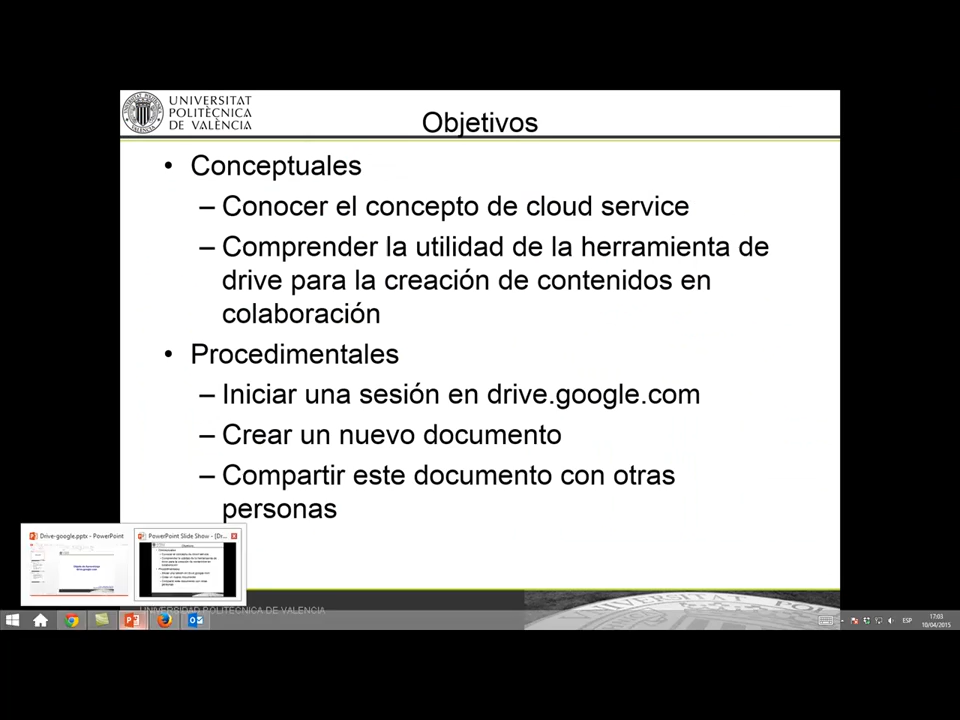 UNIVERSITAT
POLITÈCNICA
DE VALÈNCIA
Objetivos
• Conceptuales
– Conocer el concepto de cloud service
– Comprender la utilidad de la herramienta de
drive para la creación de contenidos en
colaboración
• Procedimentales
– Iniciar una sesión en drive.google.com
– Crear un nuevo documento
– Compartir este documento con otras
personas
Drive-google.pptx - PowerPoint
PowerPoint Slide Show - [Dr...
UNIVERSIDAD POLITECNICA DE VALENCIA
ESP
17:03
10/04/2015